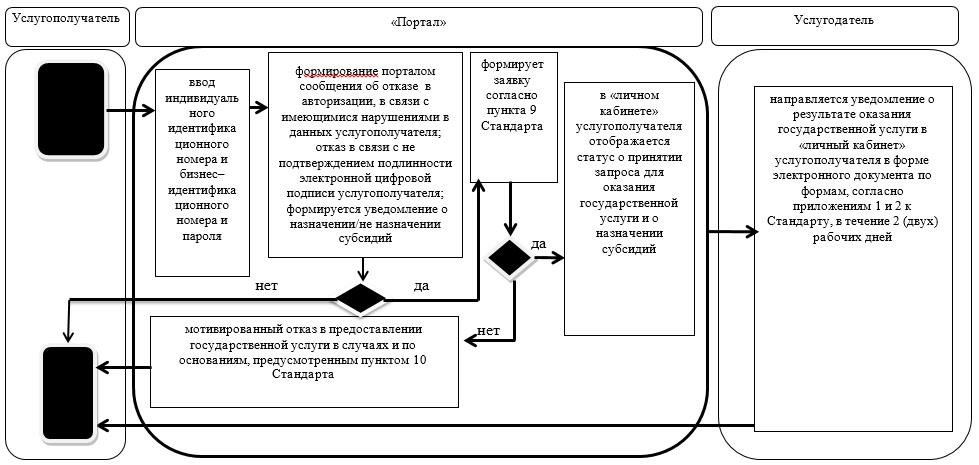 Услугополучатель
«Портал»
Услугодатель
ввод
индивидуаль
ного
идентифика
ционного
номера и
бизнес–
идентифика
ционного
номера и
пароля
формирование порталом
сообщения об отказе в
авторизации, в связи с
имеющимися нарушениями в
данных услугополучателя;
отказ в связи с не
подтверждением подлинности
электронной цифровой
подписи услугополучателя;
формируется уведомление о
назначении/не назначении
субсидий
формирует
заявку
согласно
пункта 9
Стандарта
в «личном
кабинете»
услугополучателя
отображается
статус о принятии
запроса для
оказания
государственной
услуги и о
назначении
субсидий
направляется уведомление о
результате оказания
государственной услуги в
«личный кабинет»
услугополучателя в форме
электронного документа по
формам, согласно
приложениям 1 и 2 к
Стандарту, в течение 2 (двух)
рабочих дней
да
нет
да
нет
мотивированный отказ в предоставлении
государственной услуги в случаях и по
основаниям, предусмотренным пунктом 10
Стандарта